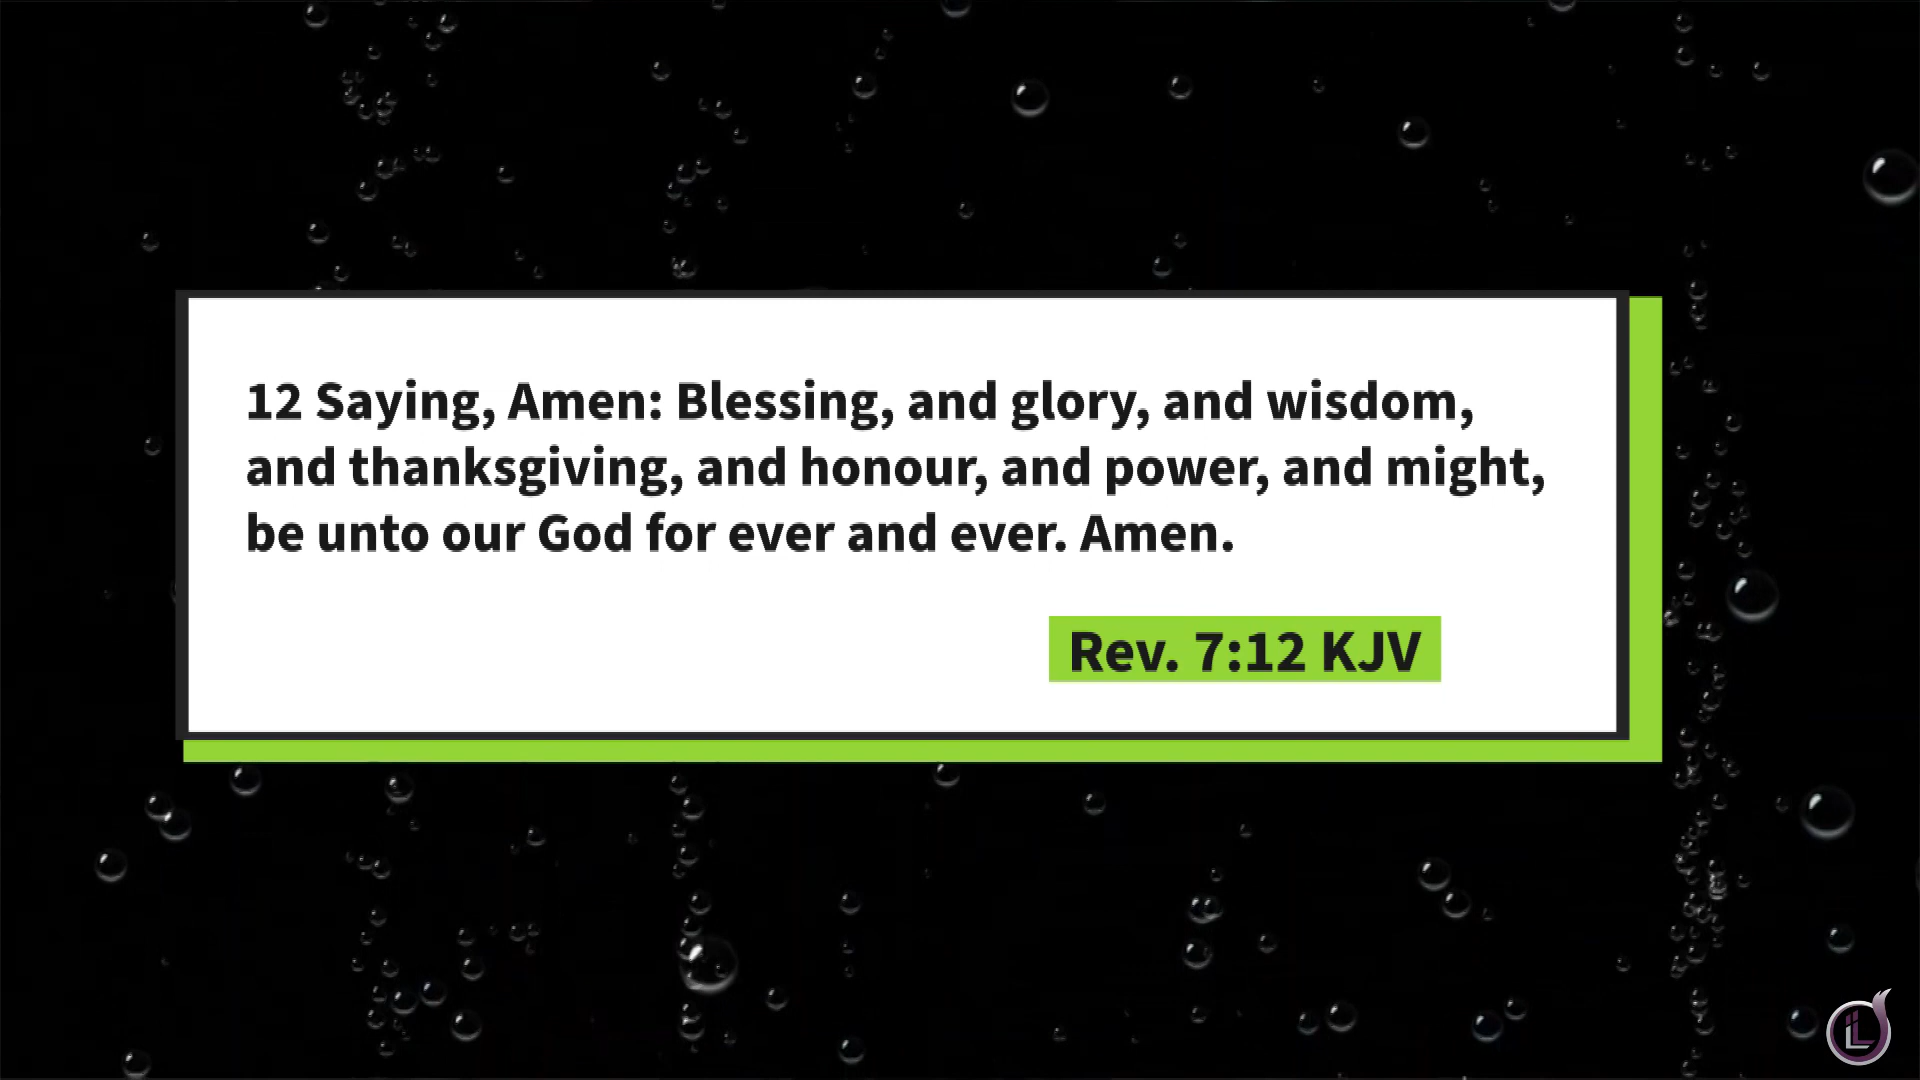 12 Saying, Amen: Blessing, and glory, and wisdom,
and thanksgiving, and honour, and power, and might,
be unto our God for ever and ever. Amen.
Rev. 7:12 KJV